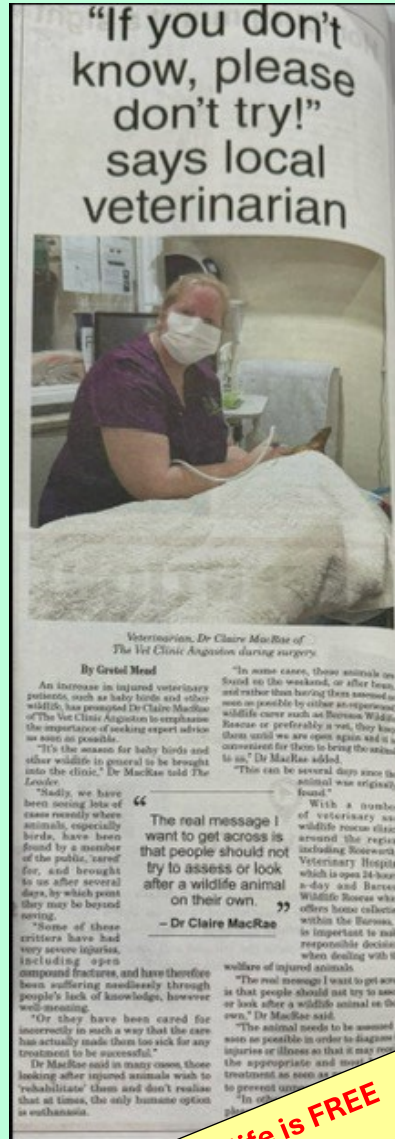 “If you don't
know, please
don't try!”
says local
veterinarian
Veterinarian, Dr Claire MacRae of
The Vet Clinic Angaston during surgery.
By Gretel Mead
An increase in injured veterinary
patients, such as baby birds and other
wildlife, has prompted Dr Claire MacRae
of The Vet Clinic Angaston to emphasise
the importance of seeking expert advice
as soon as possible.
“It's the season for baby birds and
other wildlife in general to be brought
into the clinic,” Dr MacRae told The
Leader.
“Sadly, we have
been seeing lots of
cases recently where
animals, especially
birds, have been
found by a member
of the public, ‘cared’
for, and brought
to us after several
days, by which point
they may be beyond
saving.
“Some of these
critters have had
very severe injuries,
including open
compound fractures, and have therefore
been suffering needlessly through
people's lack of knowledge, however
well-meaning.
“Or they have been cared for
incorrectly in such a way that the care
has actually made them too sick for any
treatment to be successful.”
Dr MacRae said in many cases, those
looking after injured animals wish to
‘rehabilitate’ them and don't realise
that at times, the only humane option
is euthanasia.
“
The real message I
want to get across is
that people should not
try to assess or look
after a wildlife animal
on their own.
”
– Dr Claire MacRae
“In some cases, these animals are
found on the weekend, or after hours,
and rather than having them assessed as
soon as possible by either an experienced
wildlife carer such as Barossa Wildlife
Rescue or preferably a vet, they keep
them until we are open again and it is
convenient for them to bring the animal
to us,” Dr MacRae added.
“This can be several days since the
animal was originally
found.”
With a number
of veterinary and
wildlife rescue clinics
around the region
including Roseworthy
Veterinary Hospital
which is open 24-hours
a-day and Barossa
Wildlife Rescue who
offers home collection
within the Barossa,
is important to make
responsible decisions
when dealing with the
welfare of injured animals.
“The real message I want to get across
is that people should not try to assess
or look after a wildlife animal on their
own,” Dr MacRae said.
“The animal needs to be assessed
soon as possible in order to diagnose
injuries or illness so that it may
the appropriate and most
treatment as soon as
to prevent
“In
life is FREE